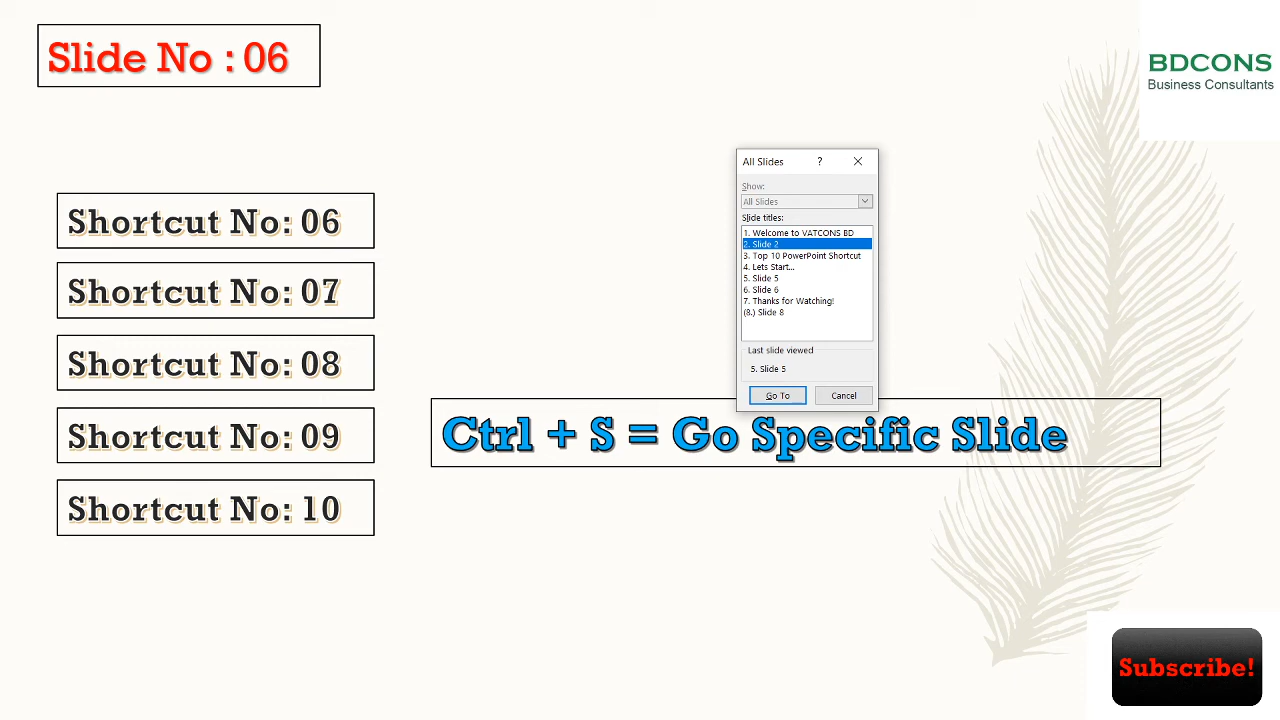 Slide No : 06
BDCONS
Business Consultants
All Slides ?
Show:
All Slides
Slide titles:
1. Welcome to VATCONS BD
2. Slide 2
3. Top 10 PowerPoint Shortcut
4. Lets Start...
5. Slide 5
6. Slide 6
7. Thanks for Watching!
(8.) Slide 8
Last slide viewed
5. Slide 5
Go To
Cancel
Shortcut No: 06
Shortcut No: 07
Shortcut No: 08
Shortcut No: 09
Ctrl + S = Go Specific Slide
Shortcut No: 10
Subscribe!